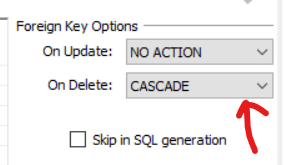 Foreign Key Options
On Update: NO ACTION
On Delete: CASCADE
Skip in SQL generation